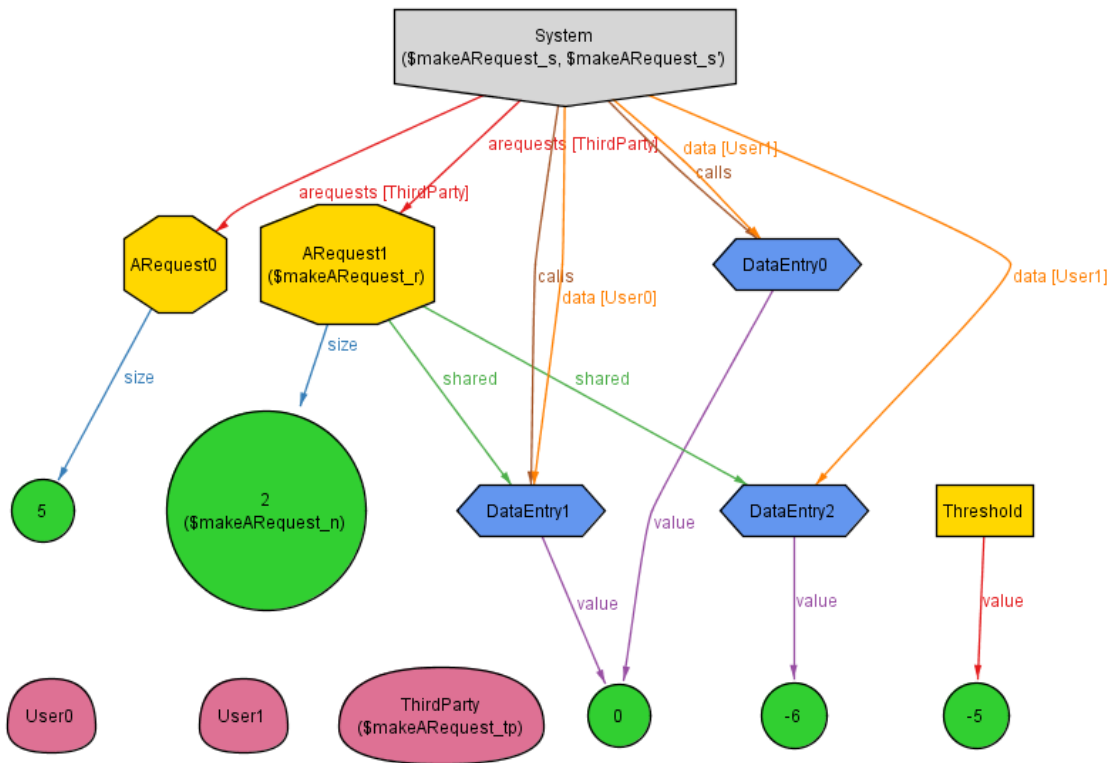 System
($makeARequest_s, $makeARequest_s')
arequests [ThirdParty]
data [User1]
calls
arequests [ThirdParty]
ARequest0
ARequest1
($makeARequest_r)
DataEntry0
calls
data [User1]
data [User0]
size
size
shared
shared
5
2
($makeARequest_n)
DataEntry1
DataEntry2
Threshold
value
value
value
value
User0
User1
ThirdParty
($makeARequest_tp)
0
-6
-5